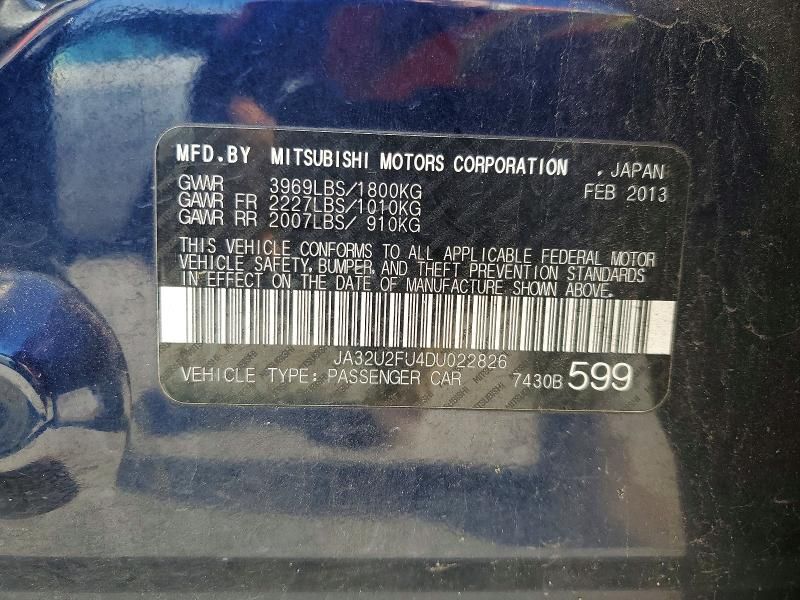 MFD.BY MITSUBISHI MOTORS CORPORATION , JAPAN
GVWR 3969LBS/1800KG FEB 2013
GAWR FR 2227LBS/1010KG
GAWR RR 2007LBS/ 910KG
THIS VEHICLE CONFORMS TO ALL APPLICABLE FEDERAL MOTOR
VEHICLE SAFETY, BUMPER, AND THEFT PREVENTION STANDARDS
IN EFFECT ON THE DATE OF MANUFACTURE SHOWN ABOVE.
JA32U2FU4DU022826
VEHICLE TYPE: PASSENGER CAR 7430B 599